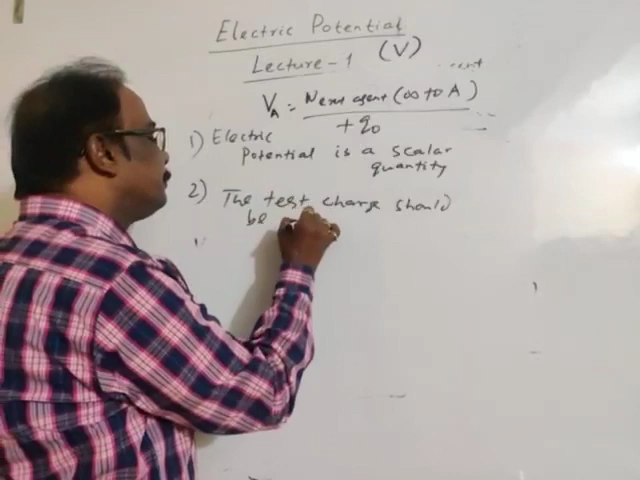 Electric Potential
Lecture-1 (V)
V_A = W ext agent (∞ to A)
+q₀
1) Electric
Potential is a scalar
quantity
2) The test charge should
be